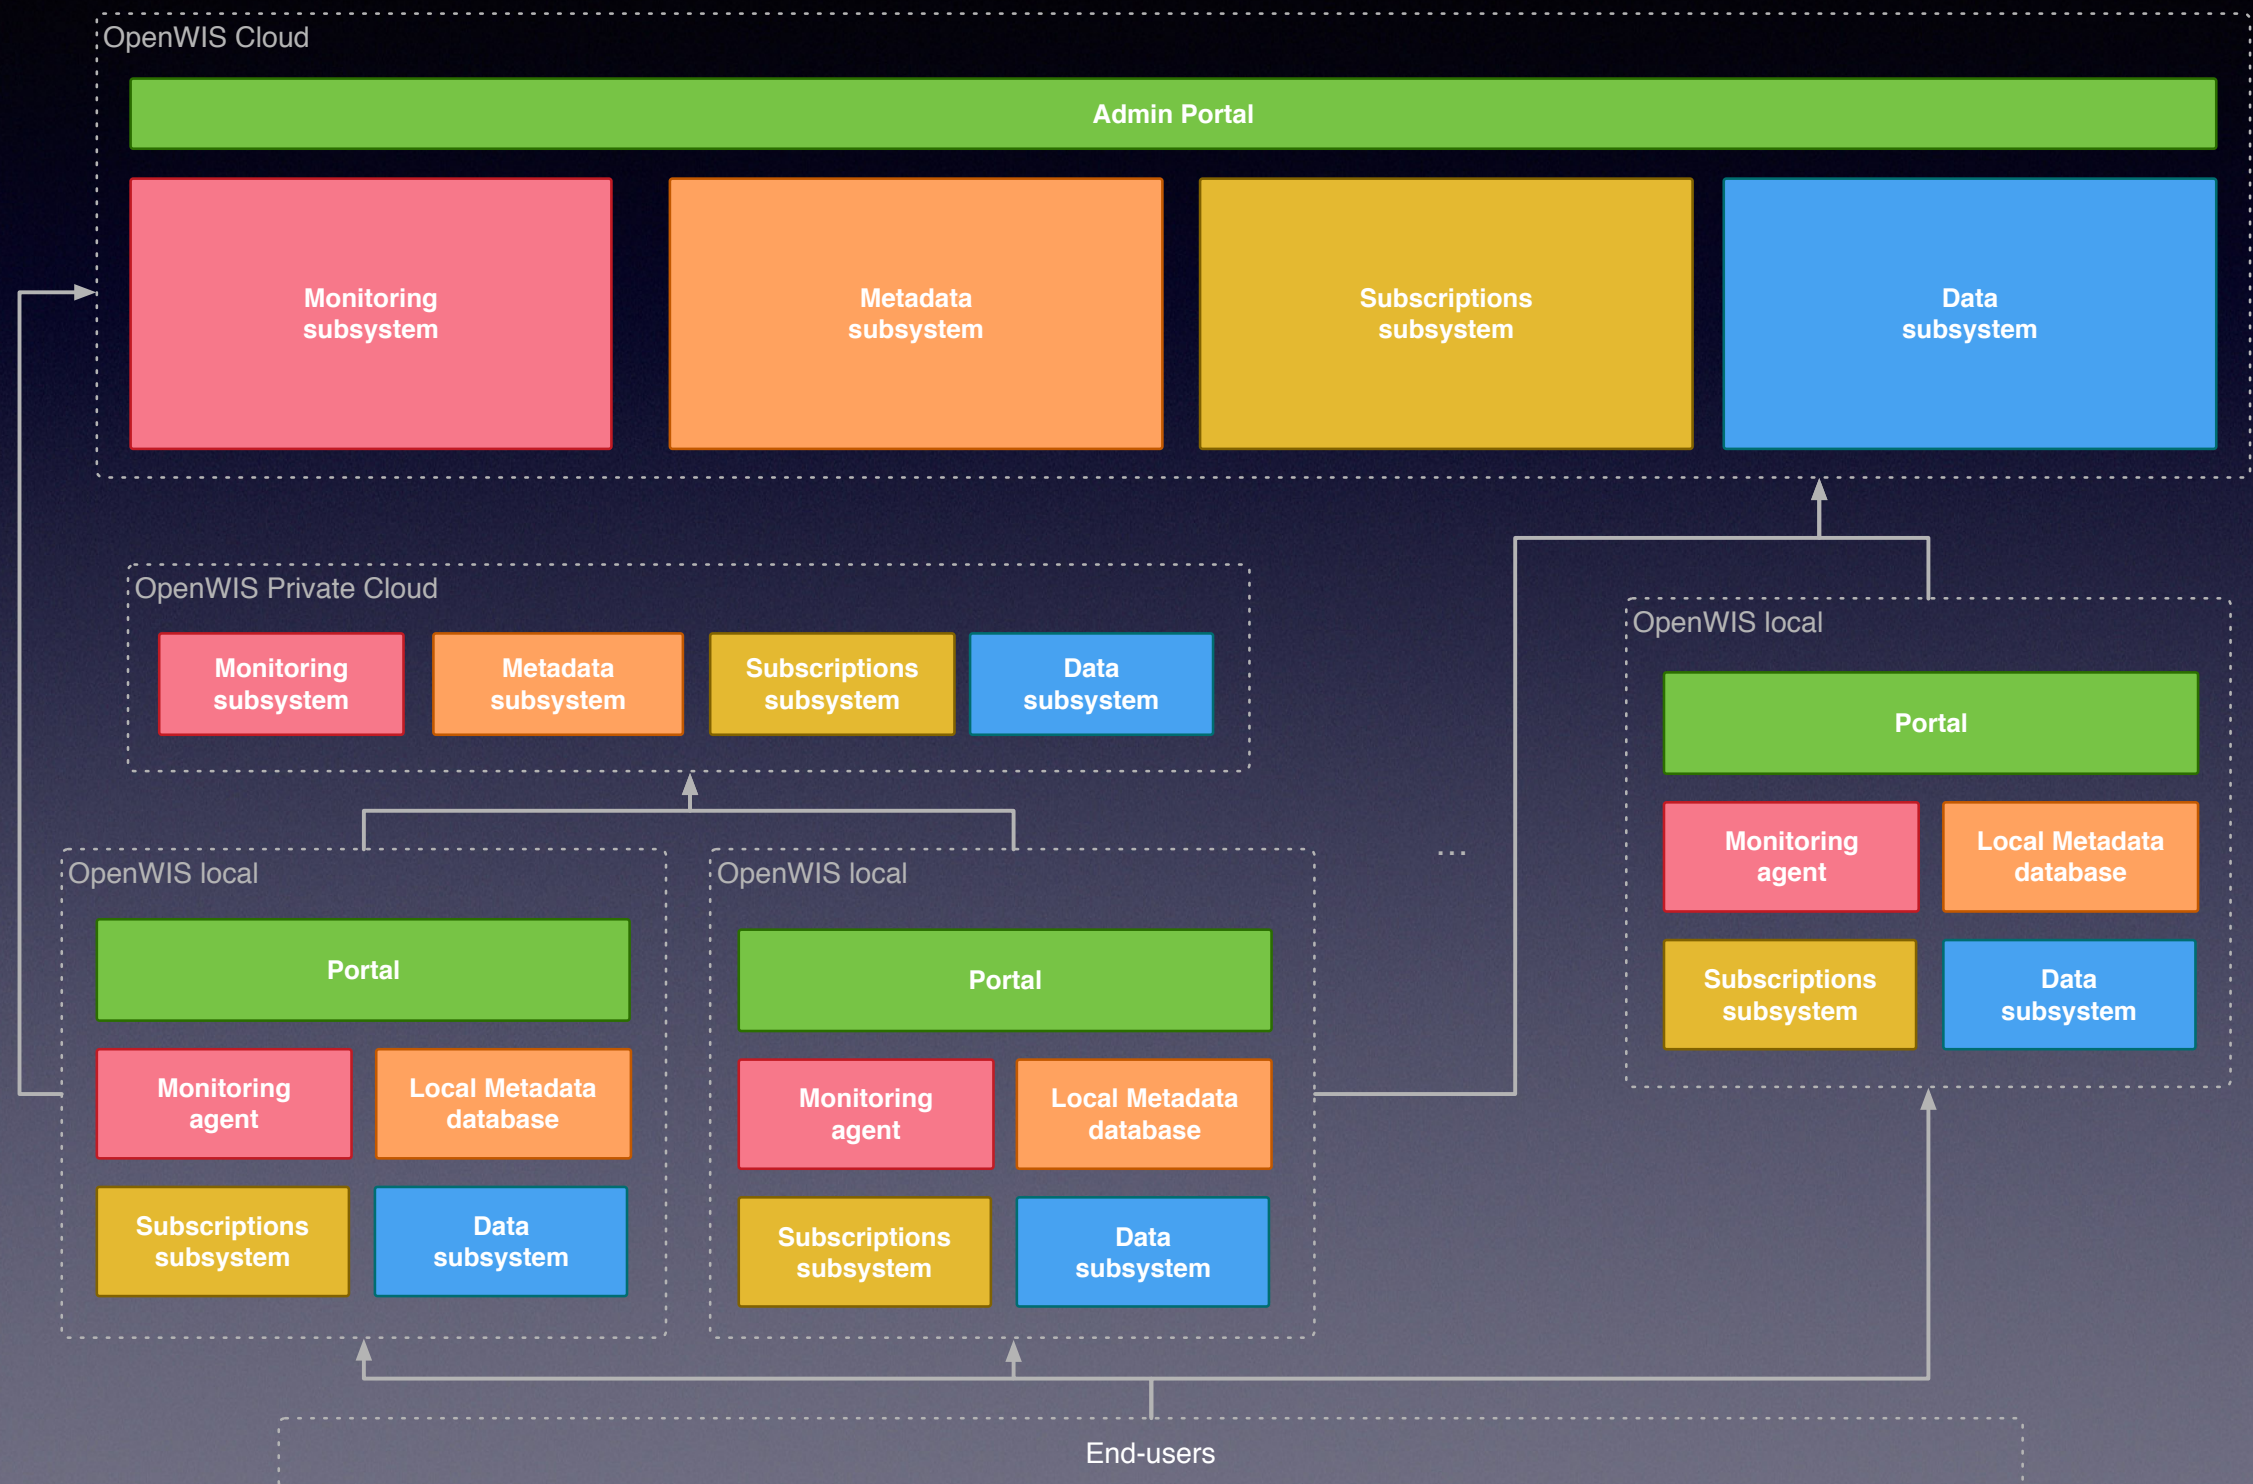 OpenWIS Cloud
Admin Portal
Monitoring
subsystem
Metadata
subsystem
Subscriptions
subsystem
Data
subsystem
OpenWIS Private Cloud
Monitoring
subsystem
Metadata
subsystem
Subscriptions
subsystem
Data
subsystem
OpenWIS local
Portal
Monitoring
agent
Local Metadata
database
Subscriptions
subsystem
Data
subsystem
OpenWIS local
Portal
Monitoring
agent
Local Metadata
database
Subscriptions
subsystem
Data
subsystem
...
OpenWIS local
Portal
Monitoring
agent
Local Metadata
database
Subscriptions
subsystem
Data
subsystem
End-users